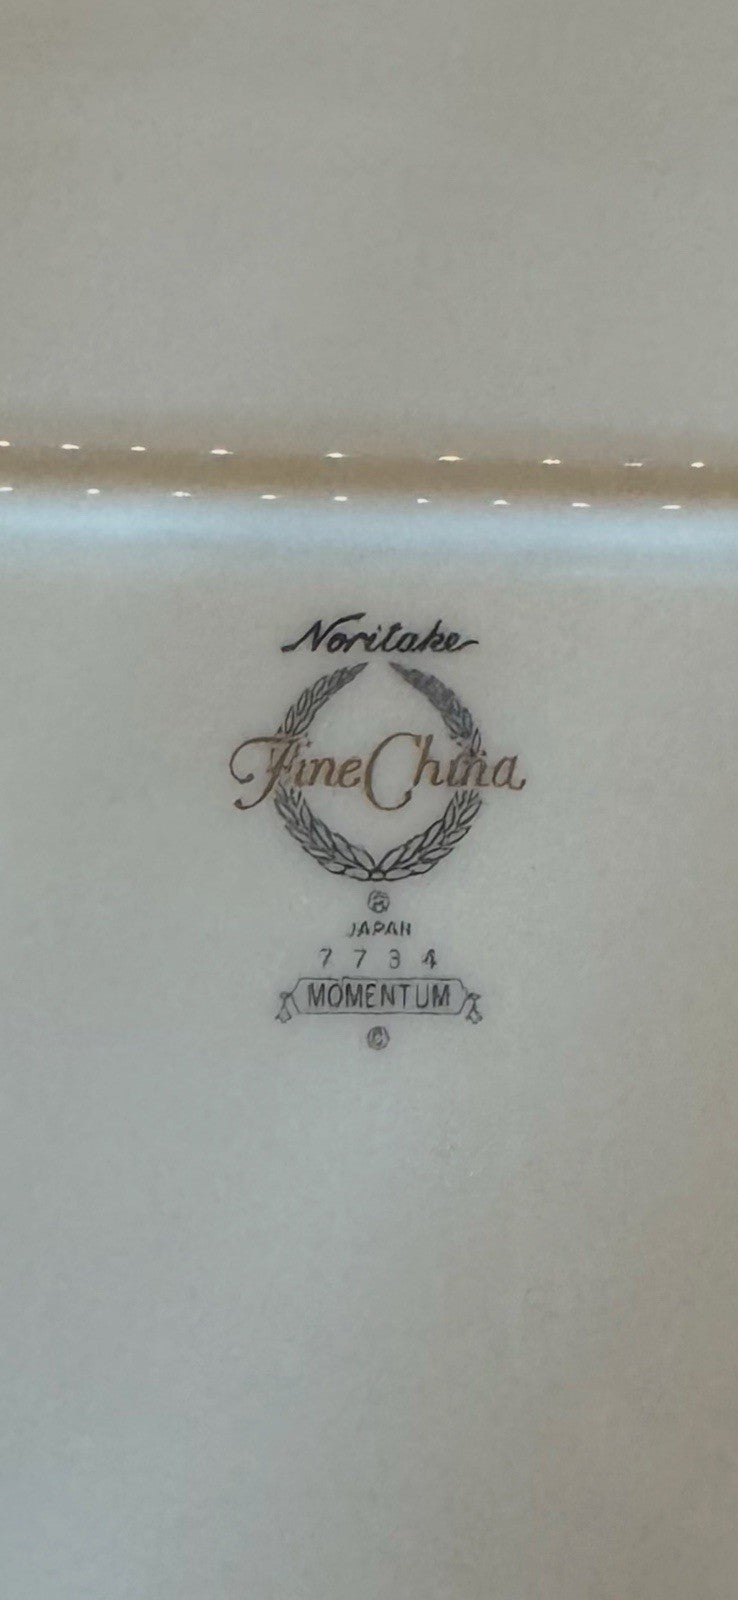 Noritake
Fine China
®
JAPAN
7734
MOMENTUM
©